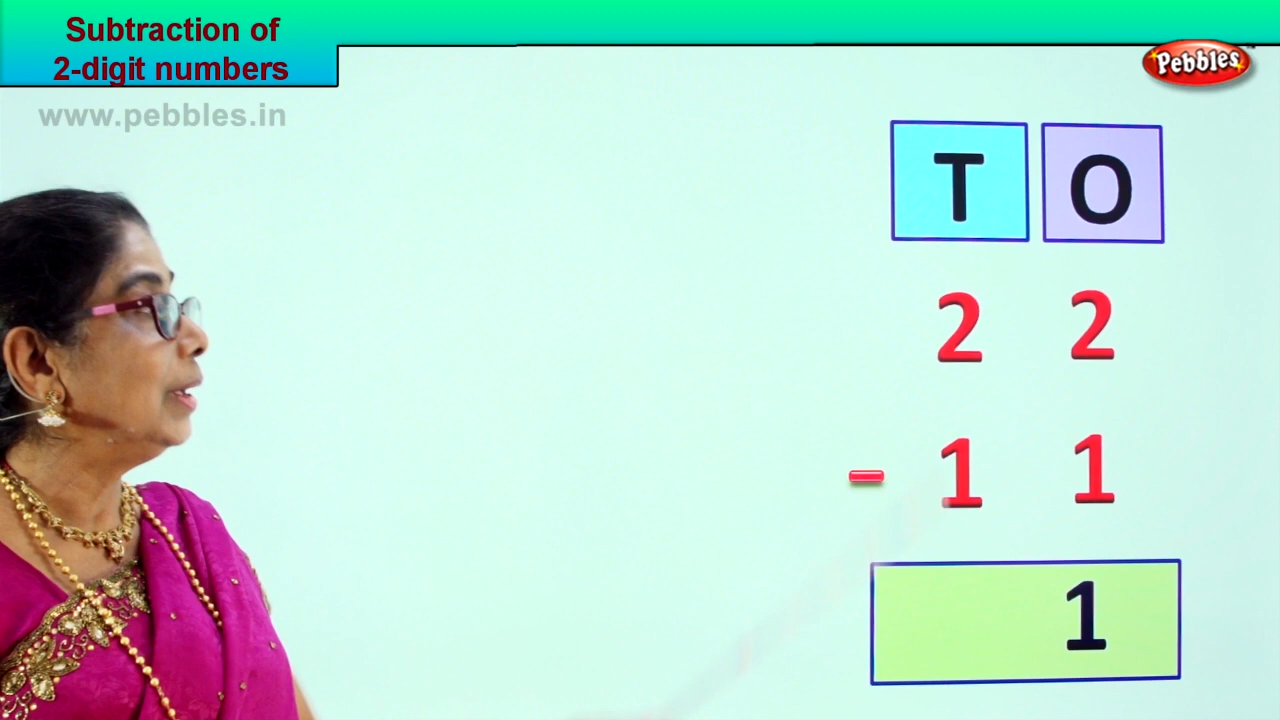 Subtraction of
2-digit numbers
www.pebbles.in
Pebbles
T O
2 2
- 1 1
1